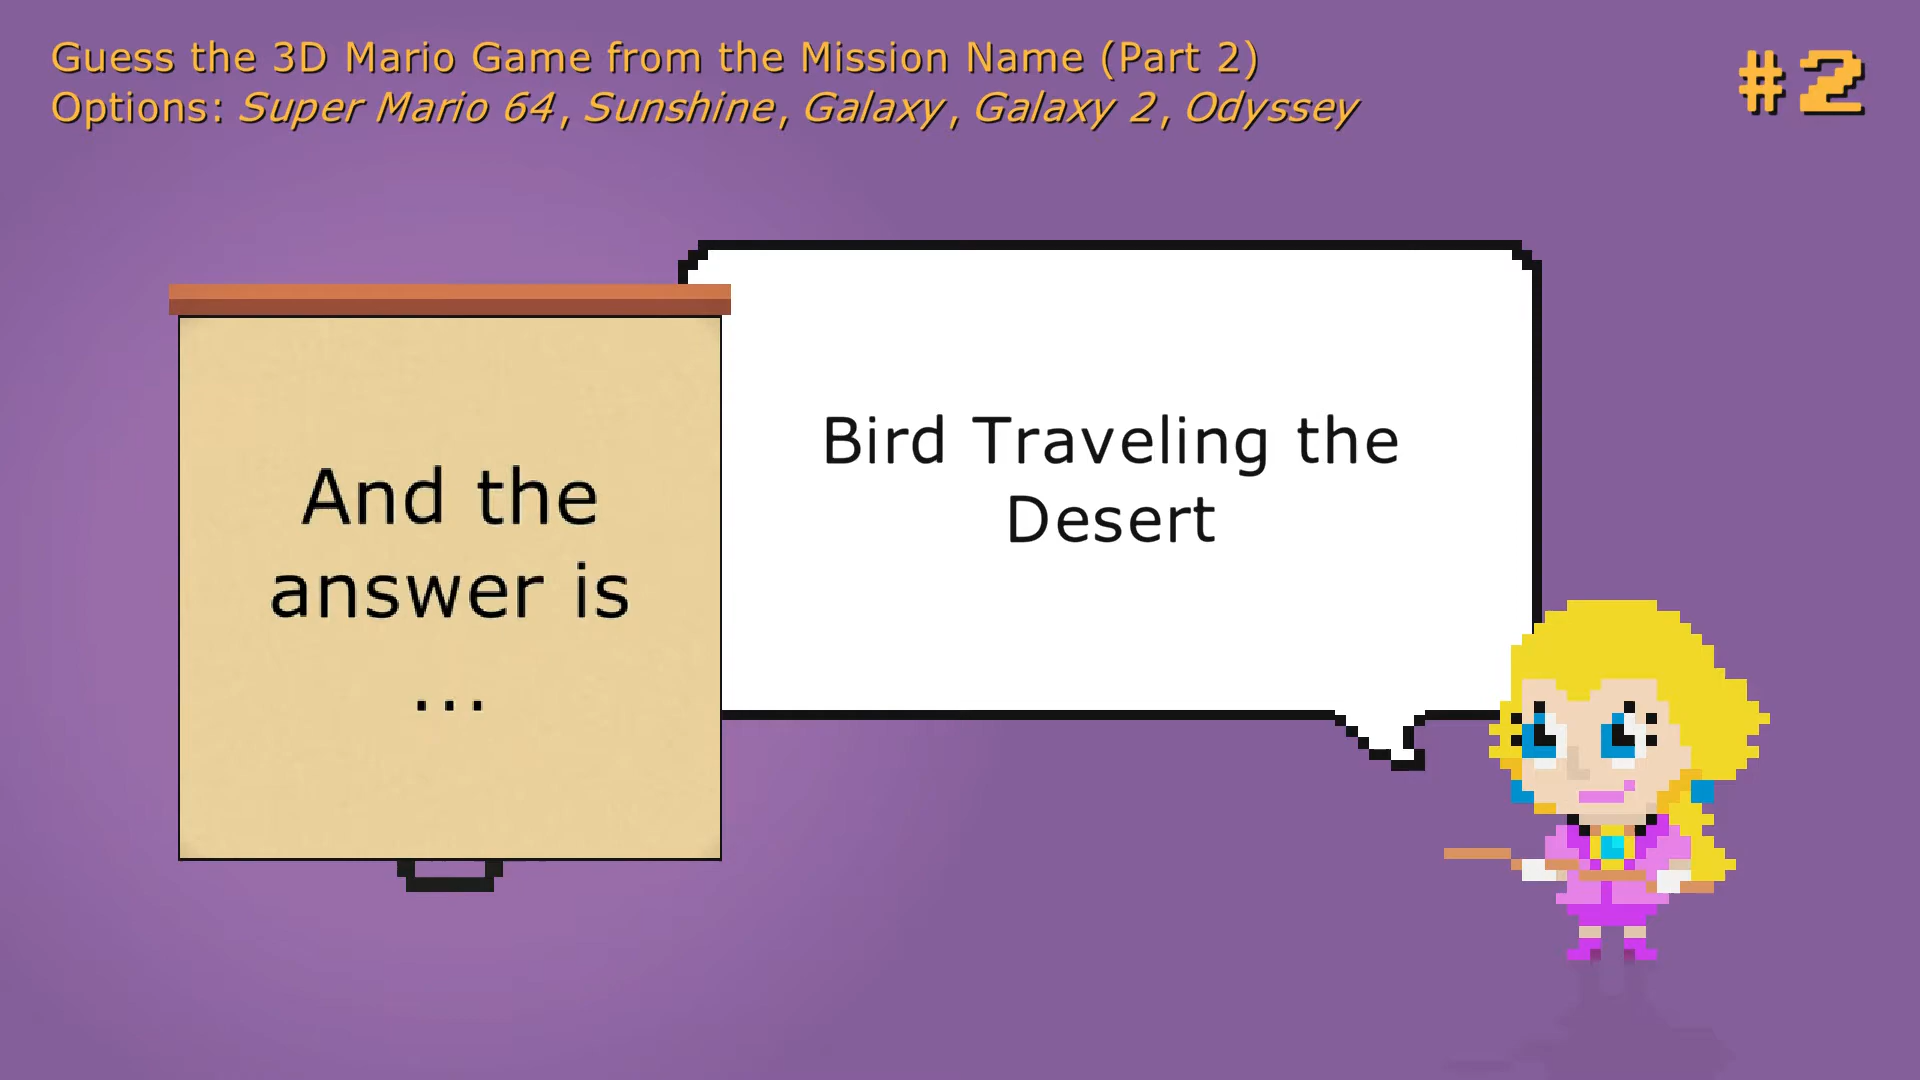 Guess the 3D Mario Game from the Mission Name (Part 2)
Options: Super Mario 64, Sunshine, Galaxy, Galaxy 2, Odyssey
#2
And the
answer is
...
Bird Traveling the
Desert